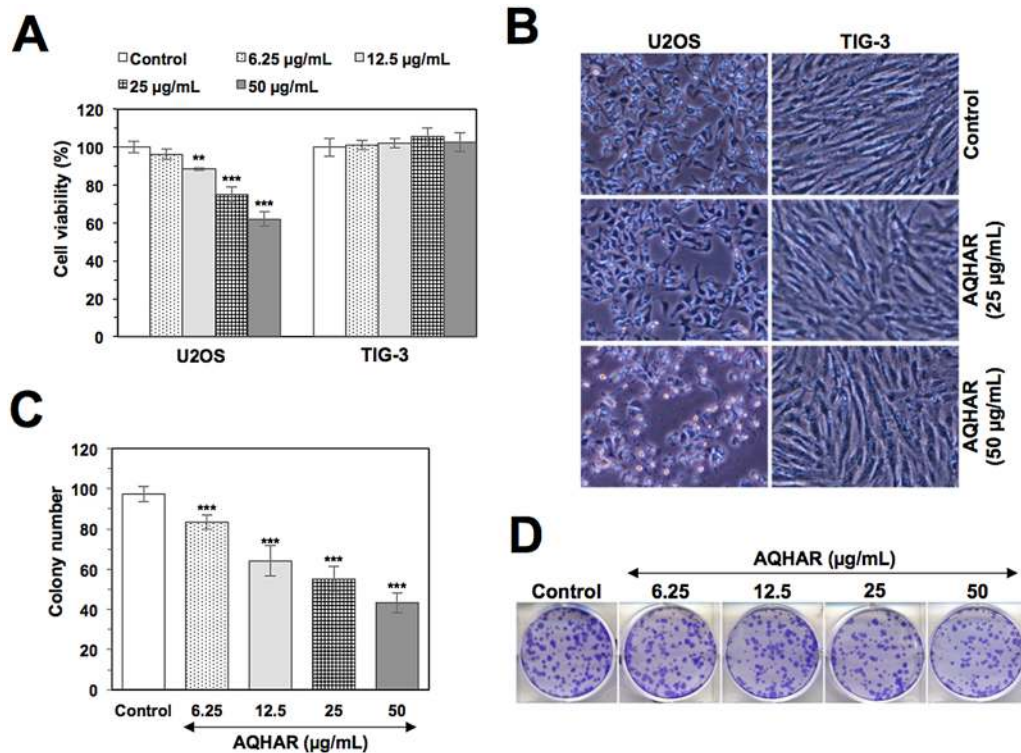 A
Control
6.25 µg/mL
12.5 µg/mL
25 µg/mL
50 µg/mL
120
100
80
60
40
20
0
Cell viability (%)
**
***
***
U2OS
TIG-3
B
U2OS
TIG-3
Control
AQHAR
(25 µg/mL)
AQHAR
(50 µg/mL)
C
120
100
80
60
40
20
0
Colony number
***
***
***
***
Control
6.25
12.5
25
50
AQHAR (µg/mL)
D
AQHAR (µg/mL)
Control
6.25
12.5
25
50